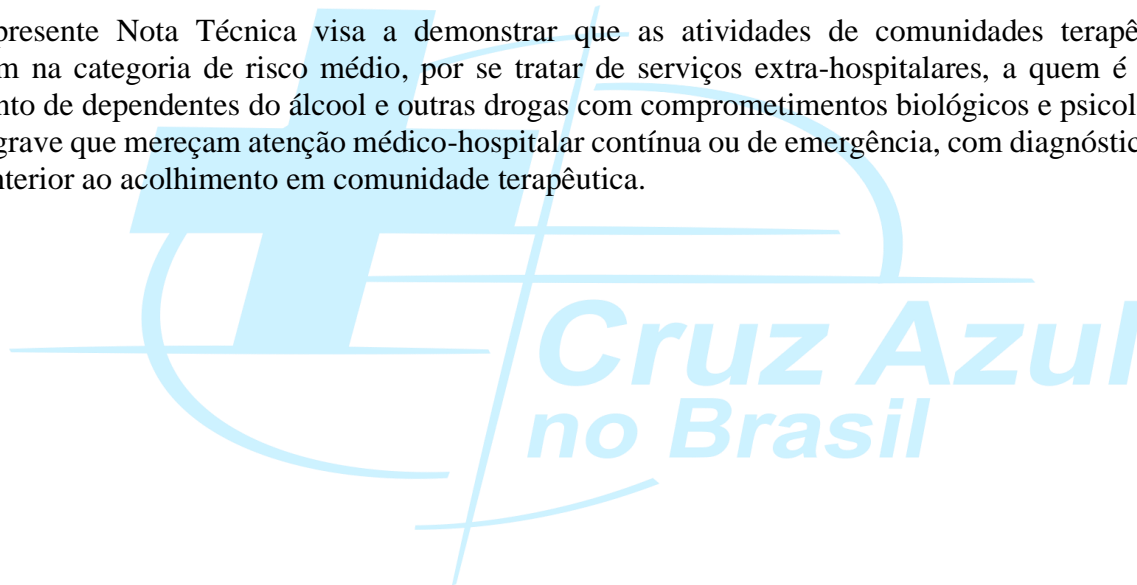 presente Nota Técnica visa a demonstrar que as atividades de comunidades terapê
m na categoria de risco médio, por se tratar de serviços extra-hospitalares, a quem é
nto de dependentes do álcool e outras drogas com comprometimentos biológicos e psicol
grave que mereçam atenção médico-hospitalar contínua ou de emergência, com diagnóstic
nterior ao acolhimento em comunidade terapêutica.
Cruz Azul
no Brasil